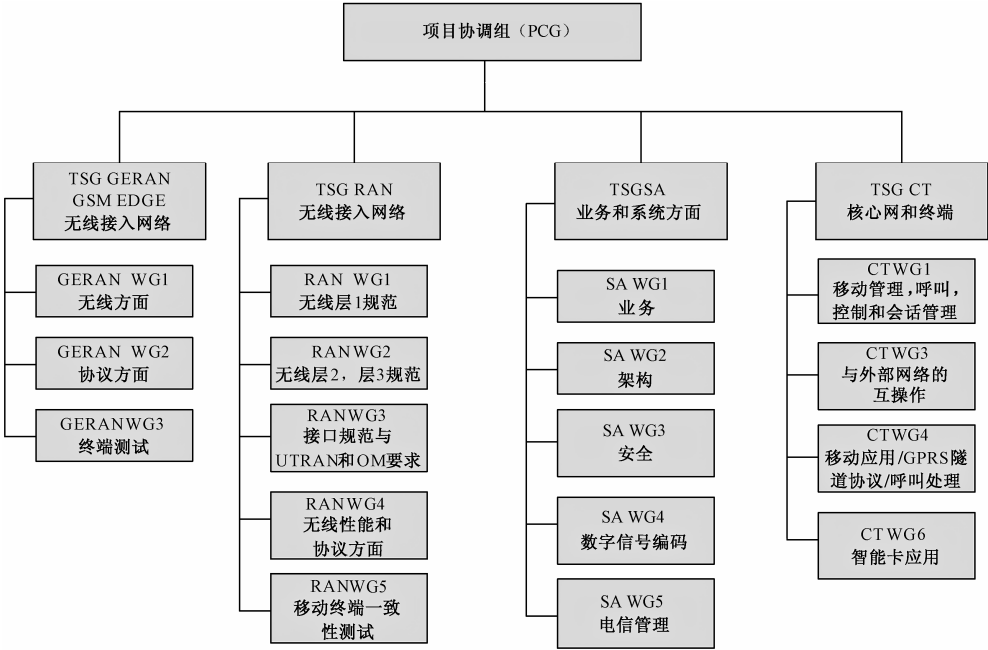 项目协调组（PCG）
TSG GERAN
GSM EDGE
无线接入网络
GERAN WG1
无线方面
GERAN WG2
协议方面
GERANWG3
终端测试
TSG RAN
无线接入网络
RAN WG1
无线层1规范
RANWG2
无线层2，层3规范
RANWG3
接口规范与
UTRAN和OM要求
RANWG4
无线性能和
协议方面
RANWG5
移动终端一致
性测试
TSGSA
业务和系统方面
SA WG1
业务
SA WG2
架构
SA WG3
安全
SA WG4
数字信号编码
SA WG5
电信管理
TSG CT
核心网和终端
CTWG1
移动管理，呼叫，
控制和会话管理
CTWG3
与外部网络的
互操作
CTWG4
移动应用/GPRS隧
道协议/呼叫处理
CTWG6
智能卡应用